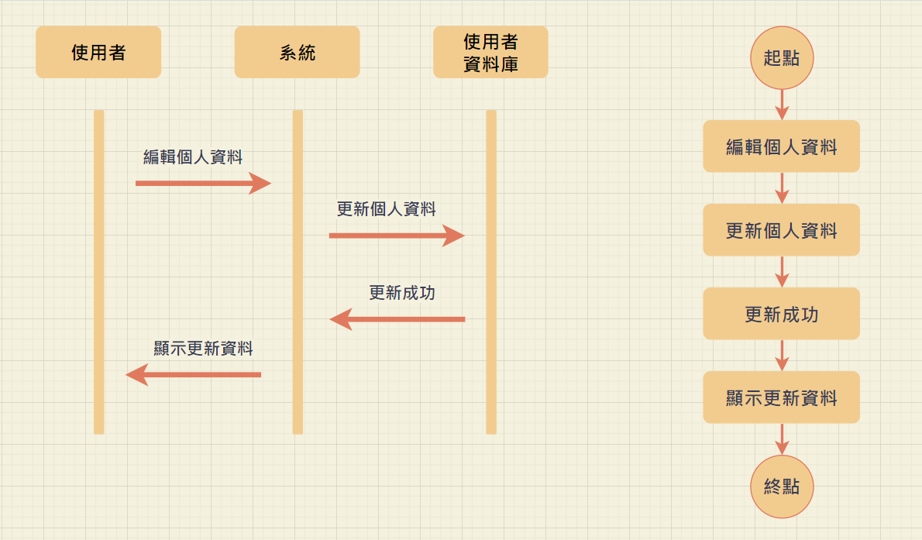 使用者
系統
使用者
資料庫
編輯個人資料
更新個人資料
更新成功
顯示更新資料
起點
編輯個人資料
更新個人資料
更新成功
顯示更新資料
終點